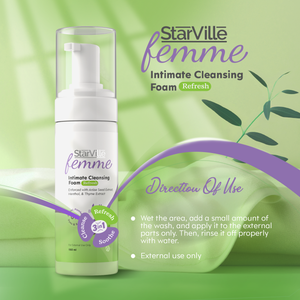 StarVille
femme
Intimate Cleansing
Foam Refresh
StarVille
femme
Intimate Cleansing
Foam
Direction Of Use
Wet the area, add a small amount of
the wash, and apply it to the external
parts only. Then, rinse it off properly
with water.
External use only
Refresh
3in1
Soothe